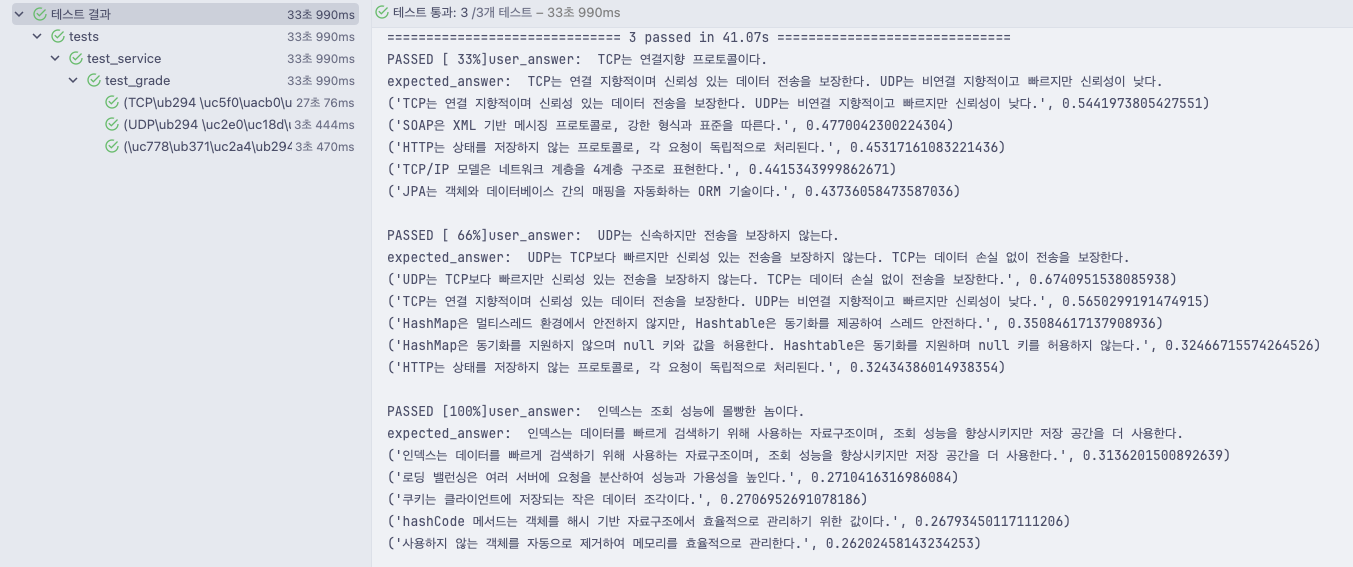 테스트 결과 33초 990ms
tests 33초 990ms
test_service 33초 990ms
test_grade 33초 990ms
(TCP\ub294 \uc5f0\uacb0\u 27초 76ms
(UDP\ub294 \uc2e0\uc18d\u 3초 444ms
(\uc778\ub371\uc2a4\ub294 3초 470ms
테스트 통과: 3 /3개 테스트 – 33초 990ms
============================== 3 passed in 41.07s ==============================
PASSED [ 33%]user_answer:  TCP는 연결지향 프로토콜이다.
expected_answer:  TCP는 연결 지향적이며 신뢰성 있는 데이터 전송을 보장한다. UDP는 비연결 지향적이고 빠르지만 신뢰성이 낮다.
('TCP는 연결 지향적이며 신뢰성 있는 데이터 전송을 보장한다. UDP는 비연결 지향적이고 빠르지만 신뢰성이 낮다.', 0.5441973805427551)
('SOAP은 XML 기반 메시징 프로토콜로, 강한 형식과 표준을 따른다.', 0.4770042300224304)
('HTTP는 상태를 저장하지 않는 프로토콜로, 각 요청이 독립적으로 처리된다.', 0.45317161083221436)
('TCP/IP 모델은 네트워크 계층을 4계층 구조로 표현한다.', 0.4415343999862671)
('JPA는 객체와 데이터베이스 간의 매핑을 자동화하는 ORM 기술이다.', 0.43736058473587036)
PASSED [ 66%]user_answer:  UDP는 신속하지만 전송을 보장하지 않는다.
expected_answer:  UDP는 TCP보다 빠르지만 신뢰성 있는 전송을 보장하지 않는다. TCP는 데이터 손실 없이 전송을 보장한다.
('UDP는 TCP보다 빠르지만 신뢰성 있는 전송을 보장하지 않는다. TCP는 데이터 손실 없이 전송을 보장한다.', 0.6740951538085938)
('TCP는 연결 지향적이며 신뢰성 있는 데이터 전송을 보장한다. UDP는 비연결 지향적이고 빠르지만 신뢰성이 낮다.', 0.5650299191474915)
('HashMap은 멀티스레드 환경에서 안전하지 않지만, Hashtable은 동기화를 제공하여 스레드 안전하다.', 0.35084617137908936)
('HashMap은 동기화를 지원하지 않으며 null 키와 값을 허용한다. Hashtable은 동기화를 지원하며 null 키를 허용하지 않는다.', 0.32466715574264526)
('HTTP는 상태를 저장하지 않는 프로토콜로, 각 요청이 독립적으로 처리된다.', 0.32434386014938354)
PASSED [100%]user_answer:  인덱스는 조회 성능에 몰빵한 놈이다.
expected_answer:  인덱스는 데이터를 빠르게 검색하기 위해 사용하는 자료구조이며, 조회 성능을 향상시키지만 저장 공간을 더 사용한다.
('인덱스는 데이터를 빠르게 검색하기 위해 사용하는 자료구조이며, 조회 성능을 향상시키지만 저장 공간을 더 사용한다.', 0.3136201500892639)
('로딩 밸런싱은 여러 서버에 요청을 분산하여 성능과 가용성을 높인다.', 0.2710416316986084)
('쿠키는 클라이언트에 저장되는 작은 데이터 조각이다.', 0.2706952691078186)
('hashCode 메서드는 객체를 해시 기반 자료구조에서 효율적으로 관리하기 위한 값이다.', 0.26793450117111206)
('사용하지 않는 객체를 자동으로 제거하여 메모리를 효율적으로 관리한다.', 0.26202458143234253)